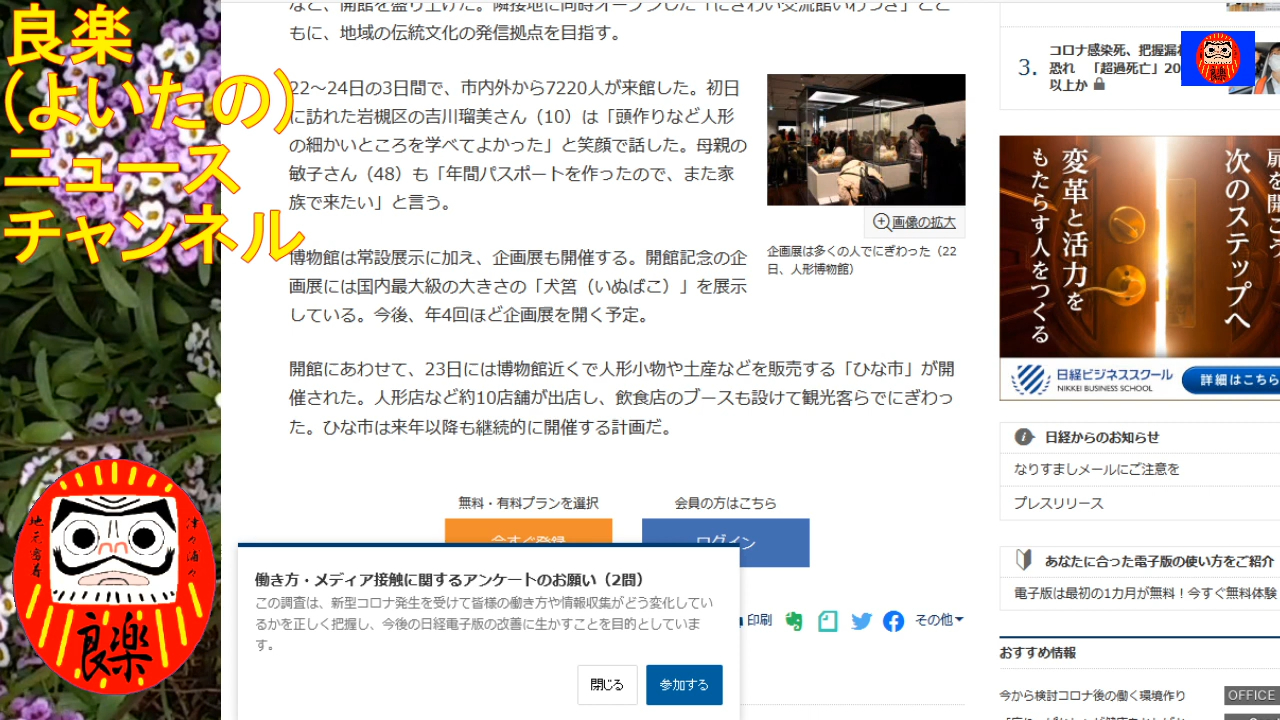 良楽
(よいたの)
ニュース
チャンネル
地元密着
津々浦々
良楽
など、開館を盛り上げた。隣接地に同時オープンした「にぎわい交流館いわつき」とと
もに、地域の伝統文化の発信拠点を目指す。
22～24日の3日間で、市内外から7220人が来館した。初日
に訪れた岩槻区の吉川瑠美さん（10）は「頭作りなど人形
の細かいところを学べてよかった」と笑顔で話した。母親の
敏子さん（48）も「年間パスポートを作ったので、また家
族で来たい」と言う。
画像の拡大
企画展は多くの人でにぎわった（22
日、人形博物館）
博物館は常設展示に加え、企画展も開催する。開館記念の企
画展には国内最大級の大きさの「犬筥（いぬばこ）」を展示
している。今後、年4回ほど企画展を開く予定。
開館にあわせて、23日には博物館近くで人形小物や土産などを販売する「ひな市」が開
催された。人形店など約10店舗が出店し、飲食店のブースも設けて観光客らでにぎわっ
た。ひな市は来年以降も継続的に開催する計画だ。
無料・有料プランを選択
会員の方はこちら
今すぐ登録
ログイン
働き方・メディア接触に関するアンケートのお願い（2問）
この調査は、新型コロナ発生を受けて皆様の働き方や情報収集がどう変化してい
るかを正しく把握し、今後の日経電子版の改善に生かすことを目的としていま
す。
閉じる
参加する
印刷
その他
3.
コロナ感染死、把握漏れ
恐れ 「超過死亡」20
以上か
扉を開こう
次のステップへ
変革と活力を
もたらす人をつくる
日経ビジネススクール
NIKKEI BUSINESS SCHOOL
詳細はこちら
日経からのお知らせ
なりすましメールにご注意を
プレスリリース
あなたに合った電子版の使い方をご紹介
電子版は最初の1カ月が無料！今すぐ無料体験
おすすめ情報
今から検討コロナ後の働く環境作り
OFFICE